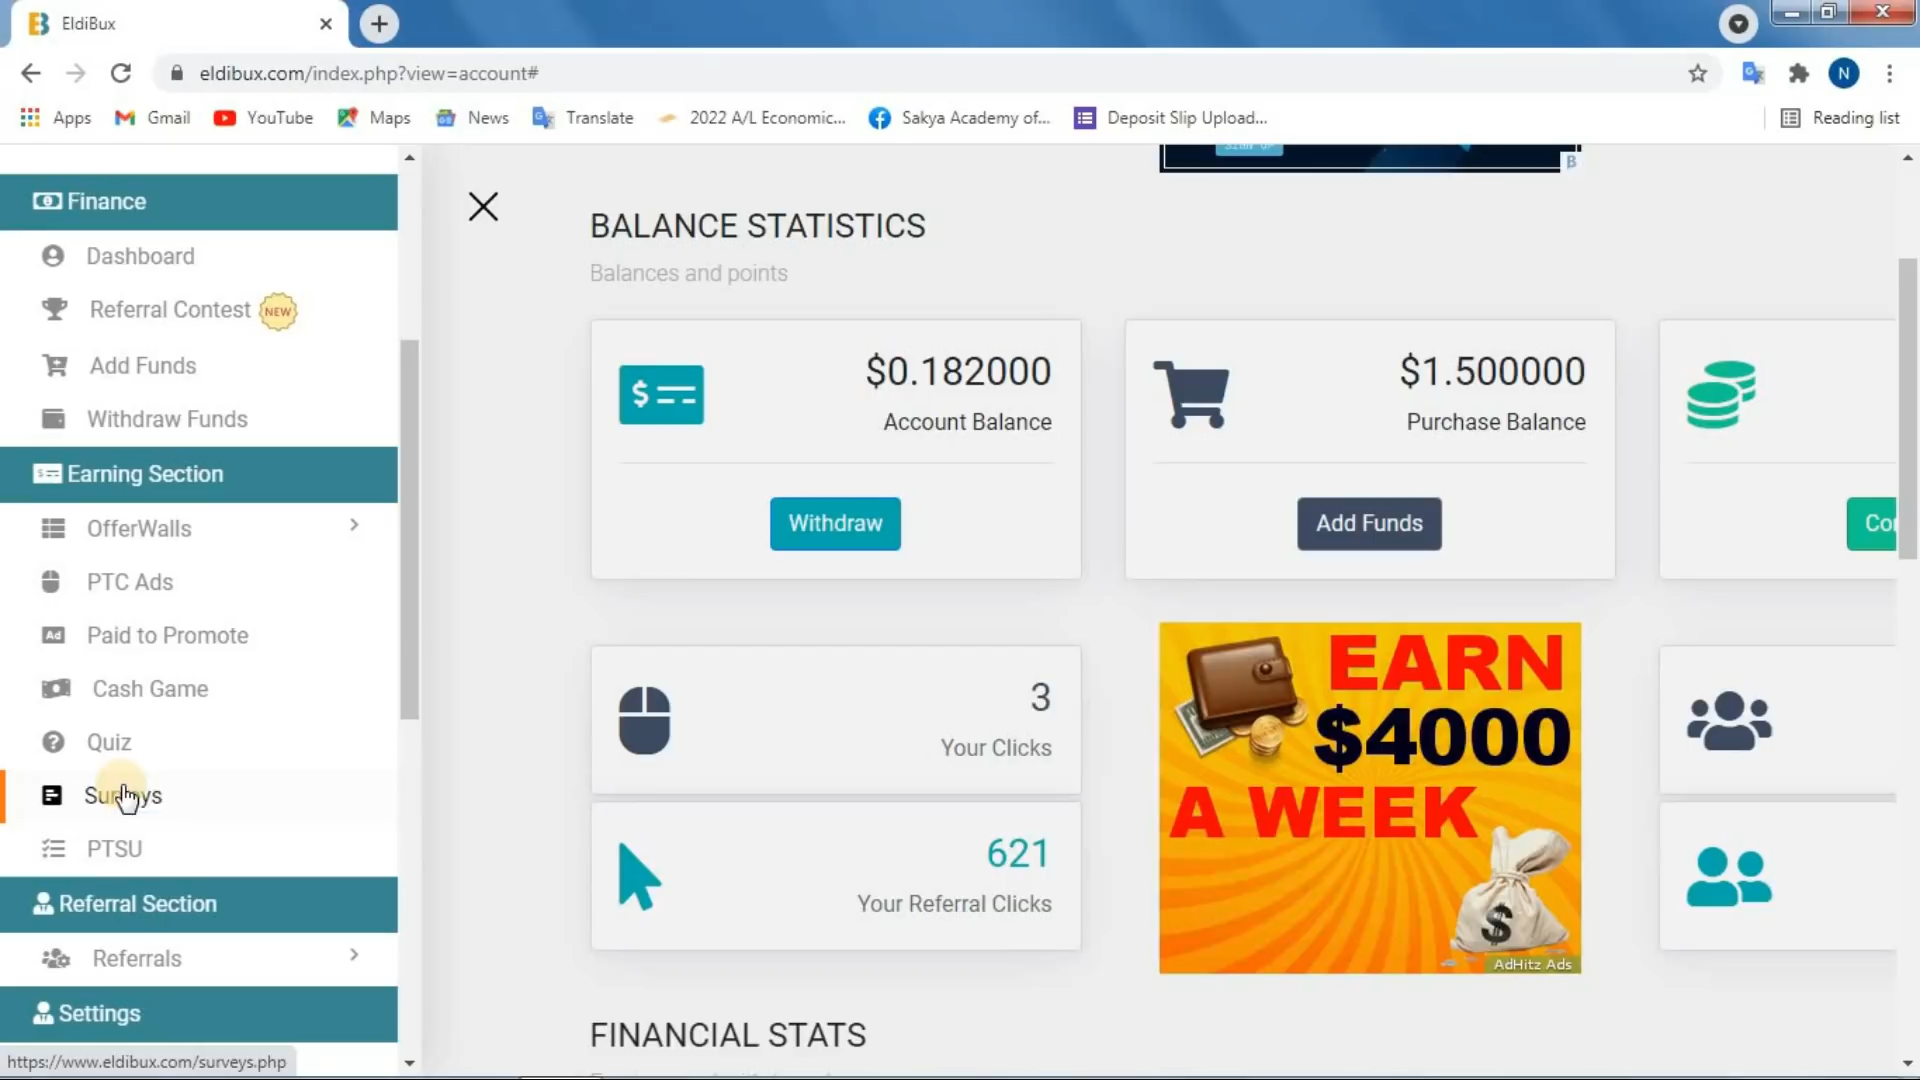 EldiBux
eldibux.com/index.php?view=account#
N
Apps
Gmail
YouTube
Maps
News
Translate
2022 A/L Economic...
Sakya Academy of...
Deposit Slip Upload...
Reading list
Finance
Dashboard
Referral Contest NEW
Add Funds
Withdraw Funds
Earning Section
OfferWalls
PTC Ads
Ad Paid to Promote
Cash Game
Quiz
Surveys
PTSU
Referral Section
Referrals
Settings
https://www.eldibux.com/surveys.php
B
BALANCE STATISTICS
Balances and points
$0.182000
Account Balance
Withdraw
$1.500000
Purchase Balance
Add Funds
3
Your Clicks
621
Your Referral Clicks
EARN
$4000
A WEEK
$
AdHitz Ads
FINANCIAL STATS